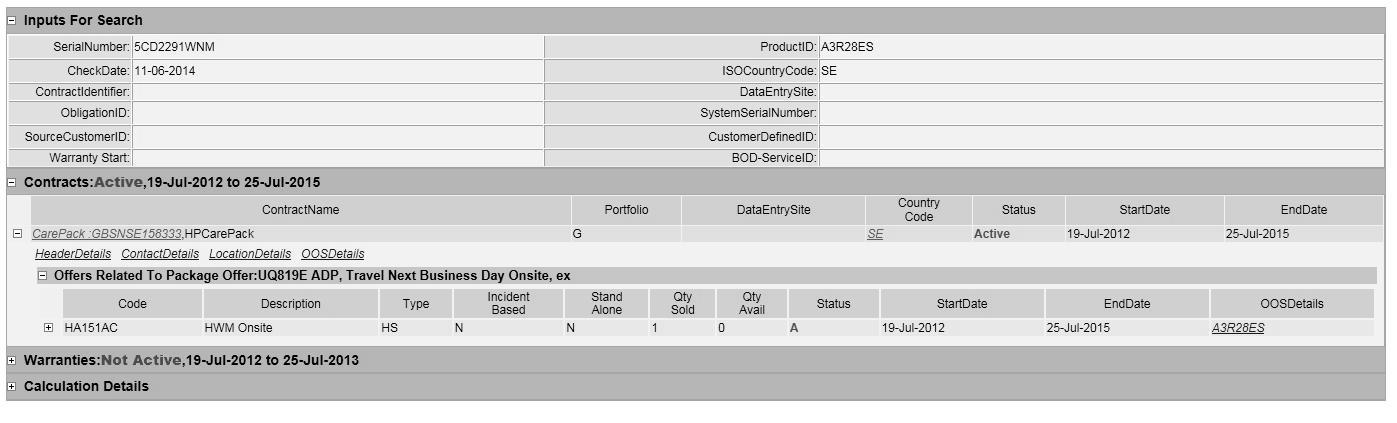 Inputs For Search
SerialNumber: 5CD2291WNM ProductID: A3R28ES
CheckDate: 11-06-2014 ISOCountryCode: SE
ContractIdentifier: DataEntrySite:
ObligationID: SystemSerialNumber:
SourceCustomerID: CustomerDefinedID:
Warranty Start: BOD-ServiceID:
Contracts:Active,19-Jul-2012 to 25-Jul-2015
ContractName Portfolio DataEntrySite Country Code Status StartDate EndDate
CarePack :GBSNSE158333,HPCarePack G SE Active 19-Jul-2012 25-Jul-2015
HeaderDetails ContactDetails LocationDetails OOSDetails
Offers Related To Package Offer:UQ819E ADP, Travel Next Business Day Onsite, ex
Code Description Type Incident Based Stand Alone Qty Sold Qty Avail Status StartDate EndDate OOSDetails
HA151AC HWM Onsite HS N N 1 0 A 19-Jul-2012 25-Jul-2015 A3R28ES
Warranties:Not Active,19-Jul-2012 to 25-Jul-2013
Calculation Details